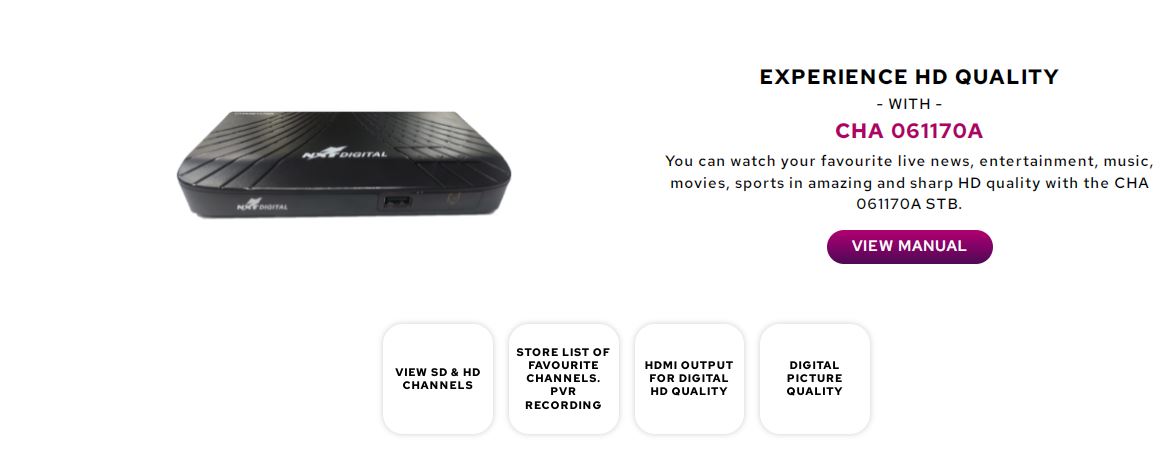 NXT DIGITAL
NXT DIGITAL
EXPERIENCE HD QUALITY
- WITH -
CHA 061170A
You can watch your favourite live news, entertainment, music,
movies, sports in amazing and sharp HD quality with the CHA
061170A STB.
VIEW MANUAL
VIEW SD & HD
CHANNELS
STORE LIST OF
FAVOURITE
CHANNELS.
PVR
RECORDING
HDMI OUTPUT
FOR DIGITAL
HD QUALITY
DIGITAL
PICTURE
QUALITY